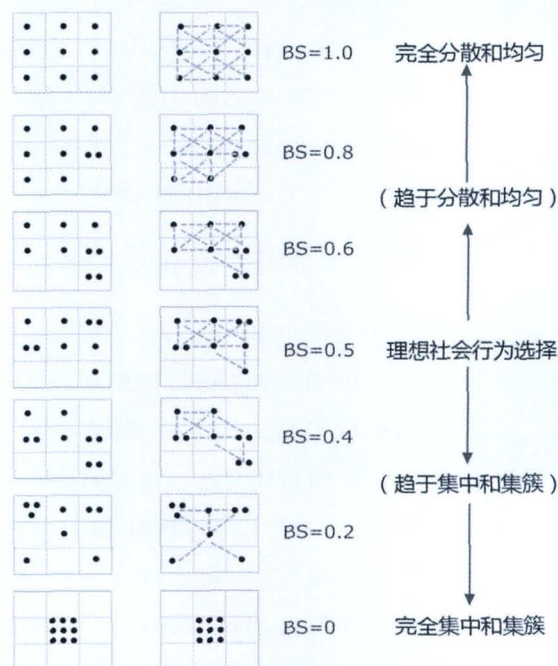 BS=1.0 完全分散和均匀
BS=0.8
(趋于分散和均匀)
BS=0.6
BS=0.5 理想社会行为选择
BS=0.4
(趋于集中和集簇)
BS=0.2
BS=0 完全集中和集簇